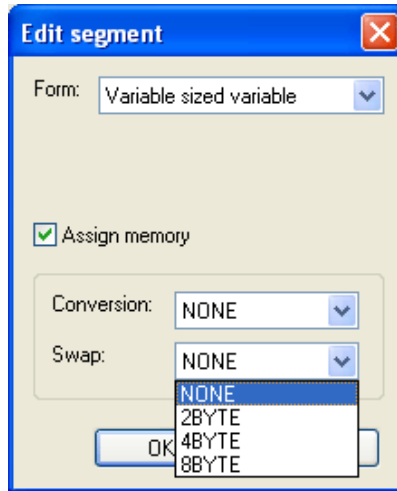 Edit segment
Form: Variable sized variable
Assign memory
Conversion: NONE
Swap: NONE
NONE
2BYTE
4BYTE
OK
8BYTE